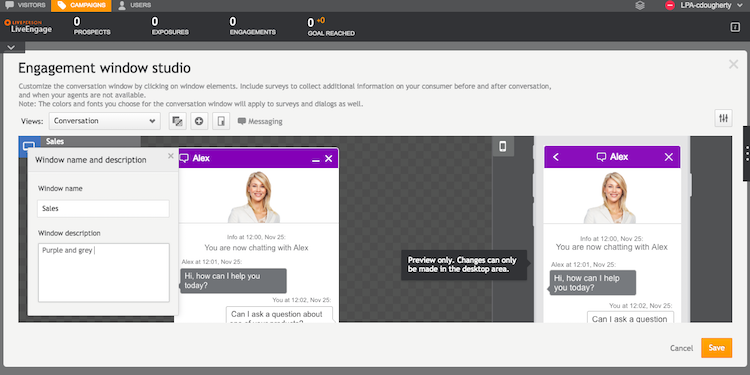 VISITORS
CAMPAIGNS
USERS
LPA-cdougherty
LIVEPERSON
LiveEngage
0
PROSPECTS
0
EXPOSURES
0
ENGAGEMENTS
0 +0
GOAL REACHED
Engagement window studio
Customize the conversation window by clicking on window elements. Include surveys to collect additional information on your consumer before and after conversation,
and when your agents are not available.
Note: The colors and fonts you choose for the conversation window will apply to surveys and dialogs as well.
Views:
Conversation
Messaging
Sales
Window name and description
Window name
Sales
Window description
Purple and grey
Alex
Info at 12:00, Nov 25:
You are now chatting with Alex
Alex at 12:01, Nov 25:
Hi, how can I help you
today?
You at 12:02, Nov 25:
Can I ask a question about
one of your products?
Preview only. Changes can only
be made in the desktop area.
Alex
Info at 12:00, Nov 25:
You are now chatting with Alex
Alex at 12:01, Nov 25:
Hi, how can I help
you today?
You at 12:02, Nov 25:
Can I ask a question
Cancel
Save